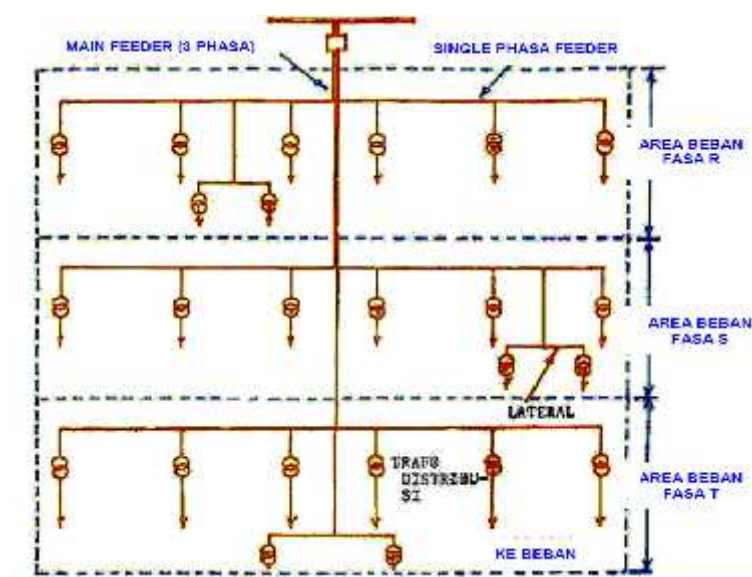 MAIN FEEDER (3 PHASA)
SINGLE PHASA FEEDER
AREA BEBAN
FASA R
AREA BEBAN
FASA S
LATERAL
TRAFO
DISTRIBU-
SI
AREA BEBAN
FASA T
KE BEBAN